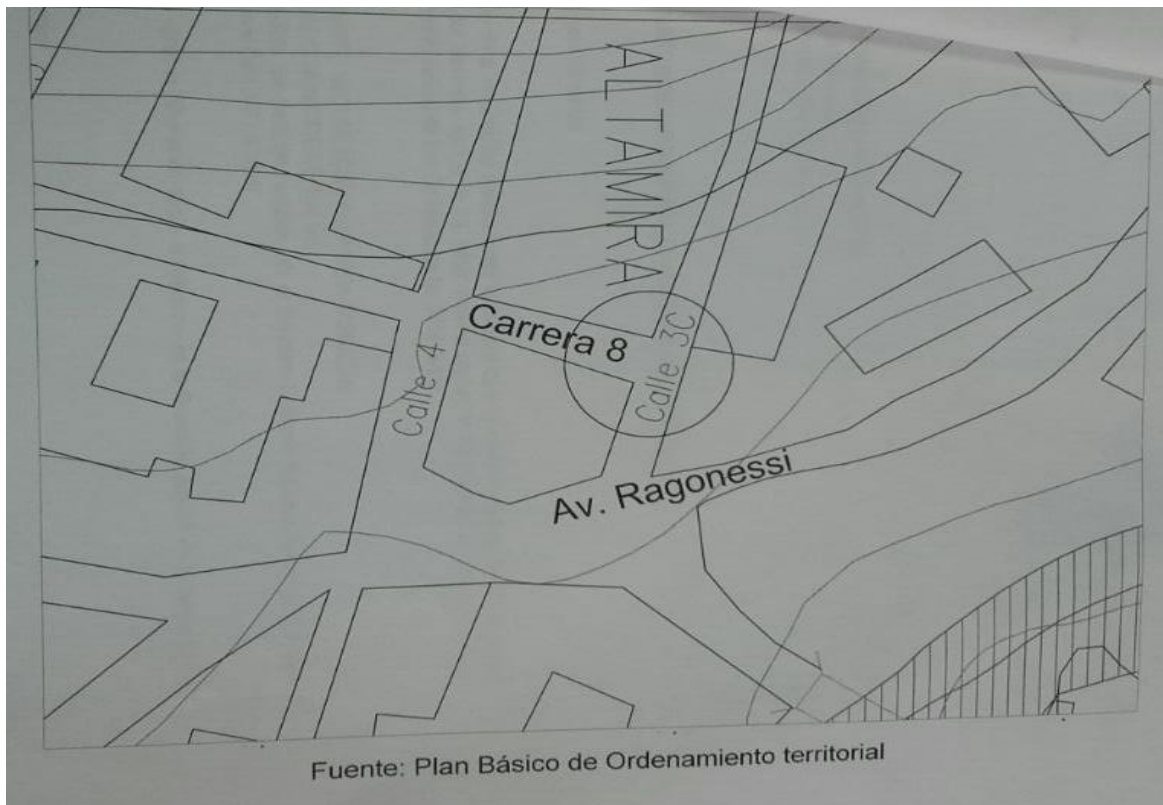 ALTAMIRA
Carrera 8
Calle 3C
Calle 4
Av. Ragonessi
Fuente: Plan Básico de Ordenamiento territorial